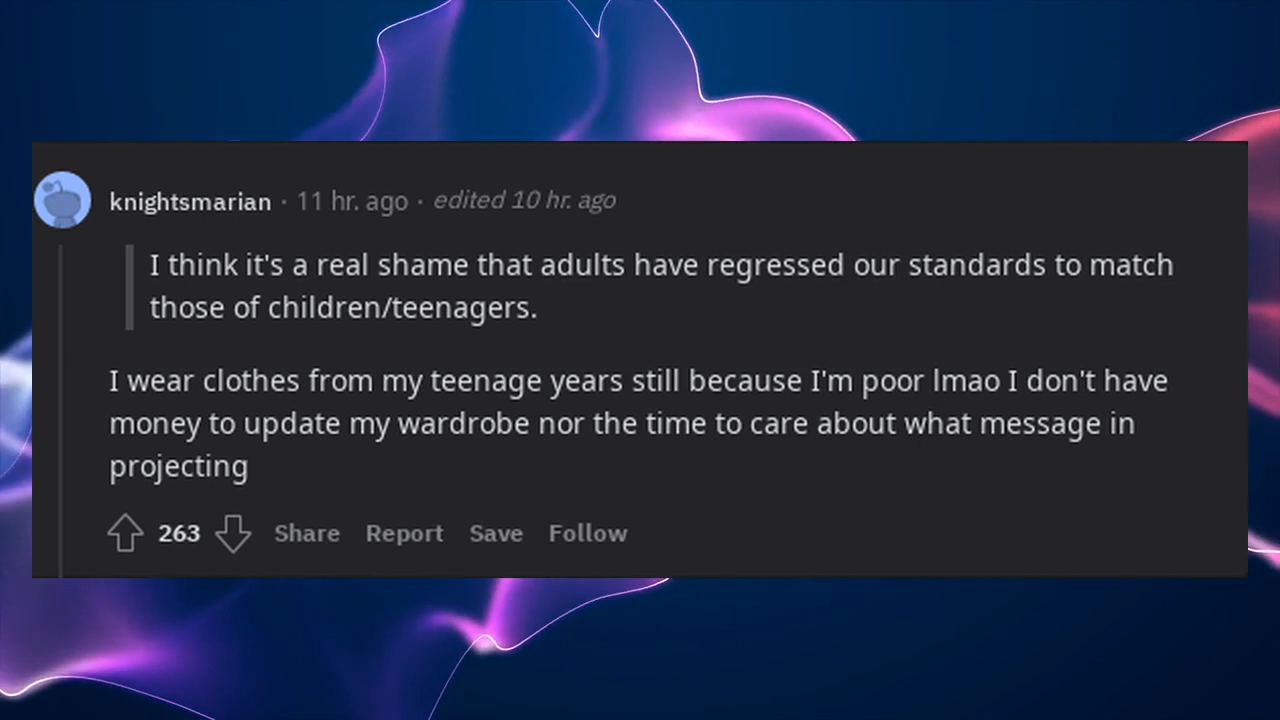 knightsmarian · 11 hr. ago · edited 10 hr. ago
I think it's a real shame that adults have regressed our standards to match
those of children/teenagers.
I wear clothes from my teenage years still because I'm poor lmao I don't have
money to update my wardrobe nor the time to care about what message in
projecting
263 Share Report Save Follow